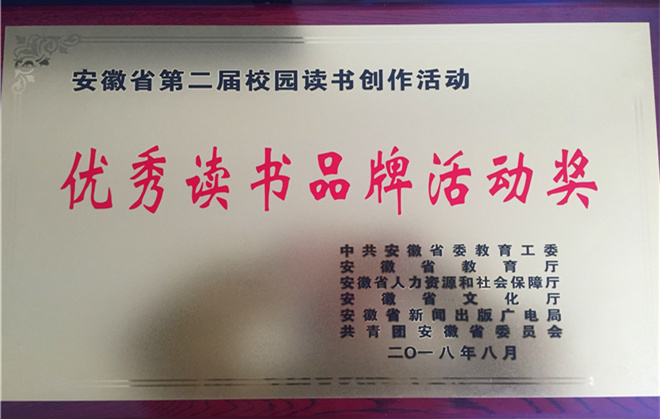 安徽省第二届校园读书创作活动
优秀读书品牌活动奖
中共安徽省委教育工委
安徽省教育厅
安徽省人力资源和社会保障厅
安徽省文化厅
安徽省新闻出版广电局
共青团安徽省委员会
二〇一八年八月